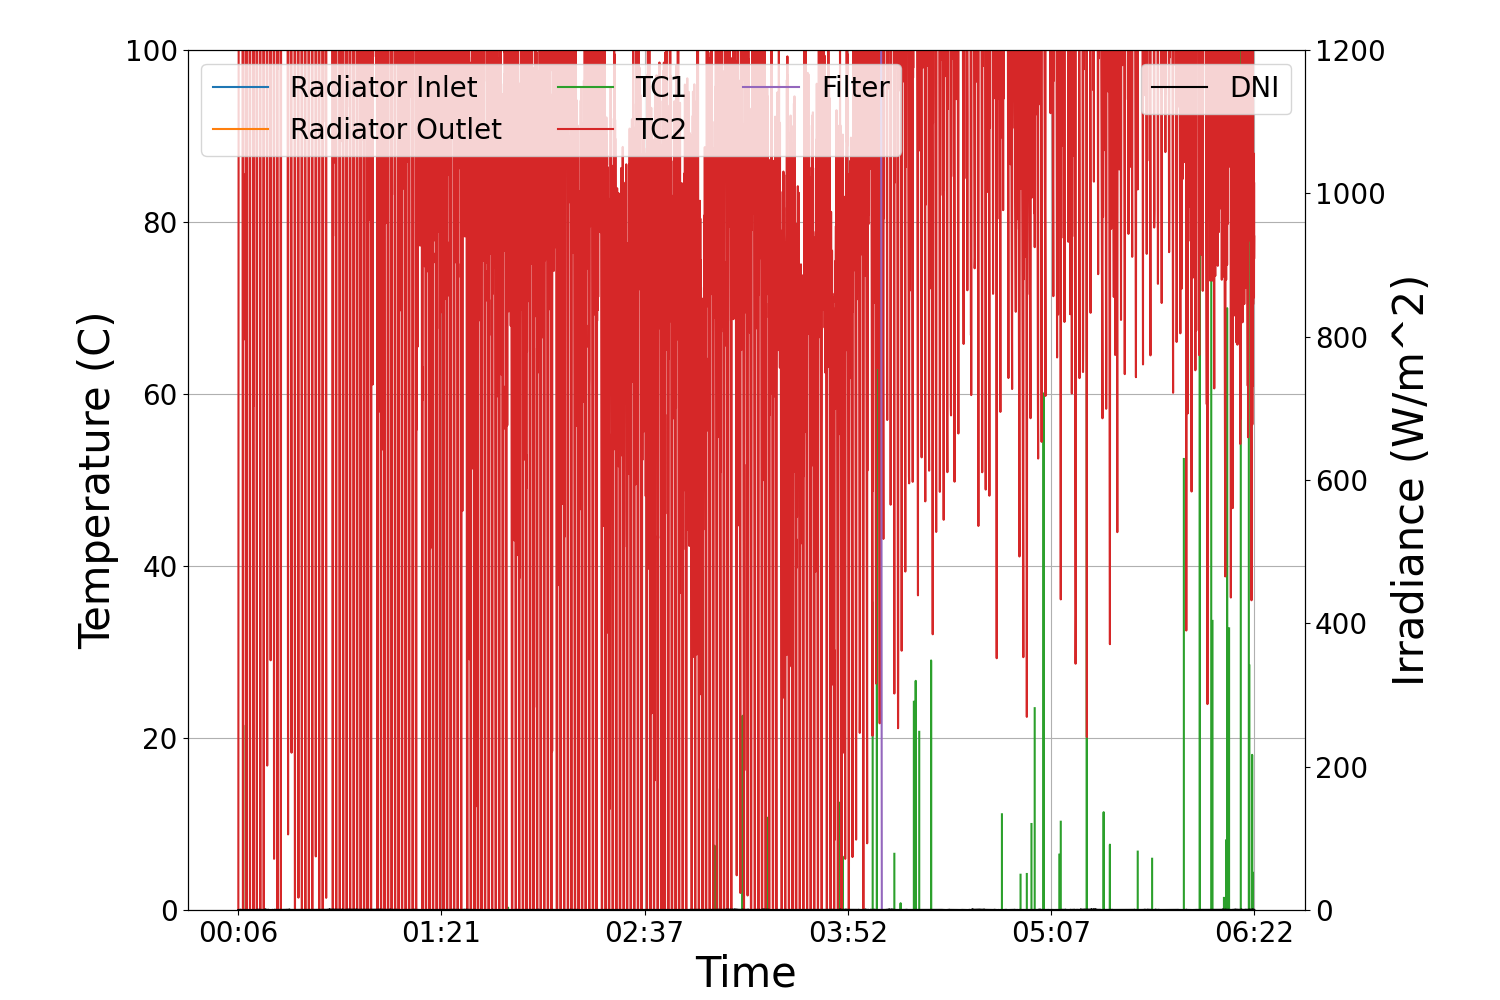 100
80
60
40
20
0
Temperature (C)
Radiator Inlet
Radiator Outlet
TC1
TC2
Filter
DNI
1200
1000
800
600
400
200
0
Irradiance (W/m^2)
00:06
01:21
02:37
03:52
05:07
06:22
Time